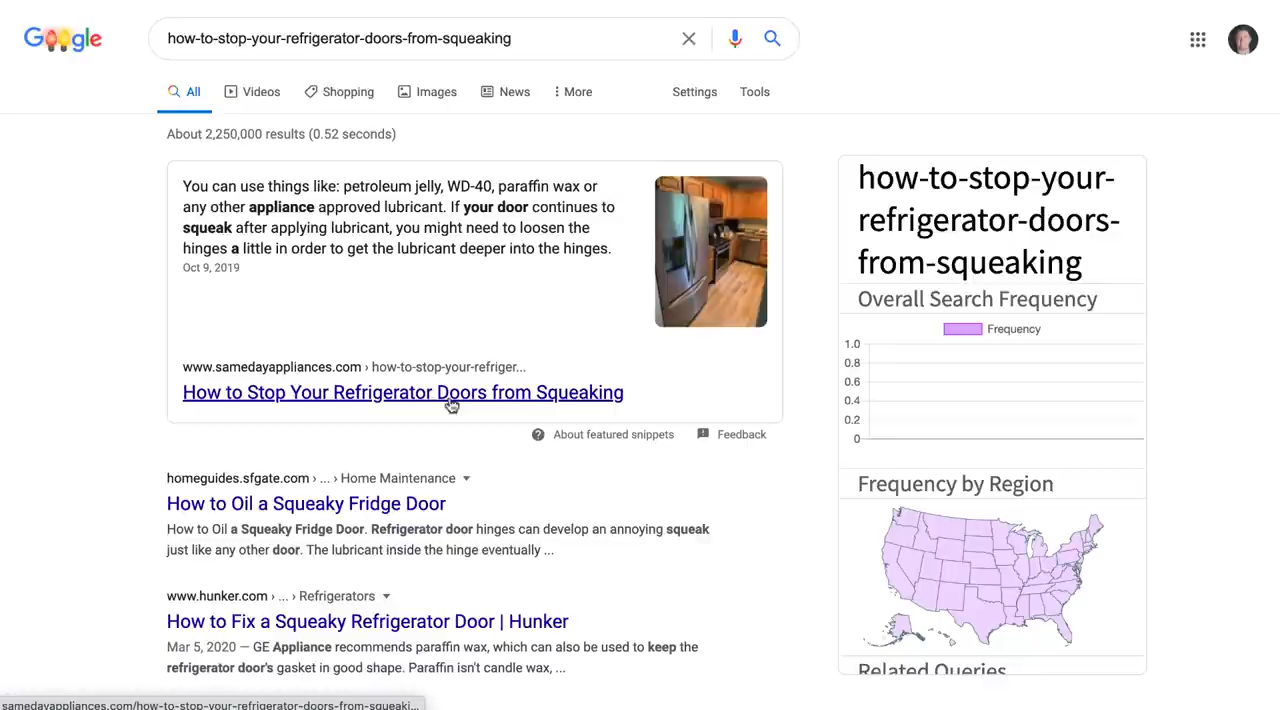 Google
how-to-stop-your-refrigerator-doors-from-squeaking
All Videos Shopping Images News More Settings Tools
About 2,250,000 results (0.52 seconds)
You can use things like: petroleum jelly, WD-40, paraffin wax or
any other appliance approved lubricant. If your door continues to
squeak after applying lubricant, you might need to loosen the
hinges a little in order to get the lubricant deeper into the hinges.
Oct 9, 2019
www.samedayappliances.com › how-to-stop-your-refriger...
How to Stop Your Refrigerator Doors from Squeaking
About featured snippets Feedback
homeguides.sfgate.com › ... › Home Maintenance
How to Oil a Squeaky Fridge Door
How to Oil a Squeaky Fridge Door. Refrigerator door hinges can develop an annoying squeak
just like any other door. The lubricant inside the hinge eventually ...
www.hunker.com › ... › Refrigerators
How to Fix a Squeaky Refrigerator Door | Hunker
Mar 5, 2020 — GE Appliance recommends paraffin wax, which can also be used to keep the
refrigerator door's gasket in good shape. Paraffin isn't candle wax, ...
samedayappliances.com/how-to-stop-your-refrigerator-doors-from-squeaki...
how-to-stop-your-
refrigerator-doors-
from-squeaking
Overall Search Frequency
Frequency
1.0
0.8
0.6
0.4
0.2
0
Frequency by Region
Related Queries